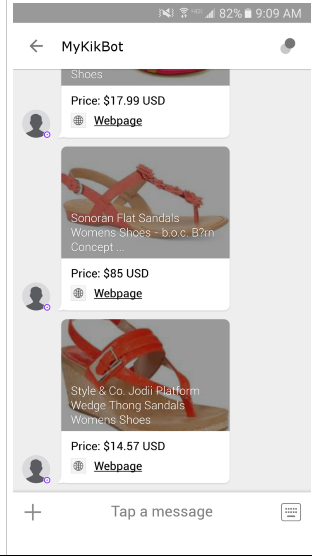 82% 9:09 AM
MyKikBot
Shoes
Price: $17.99 USD
Webpage
Sonoran Flat Sandals
Womens Shoes - b.o.c. B?rn
Concept ...
Price: $85 USD
Webpage
Style & Co. Jodii Platform
Wedge Thong Sandals
Womens Shoes
Price: $14.57 USD
Webpage
Tap a message